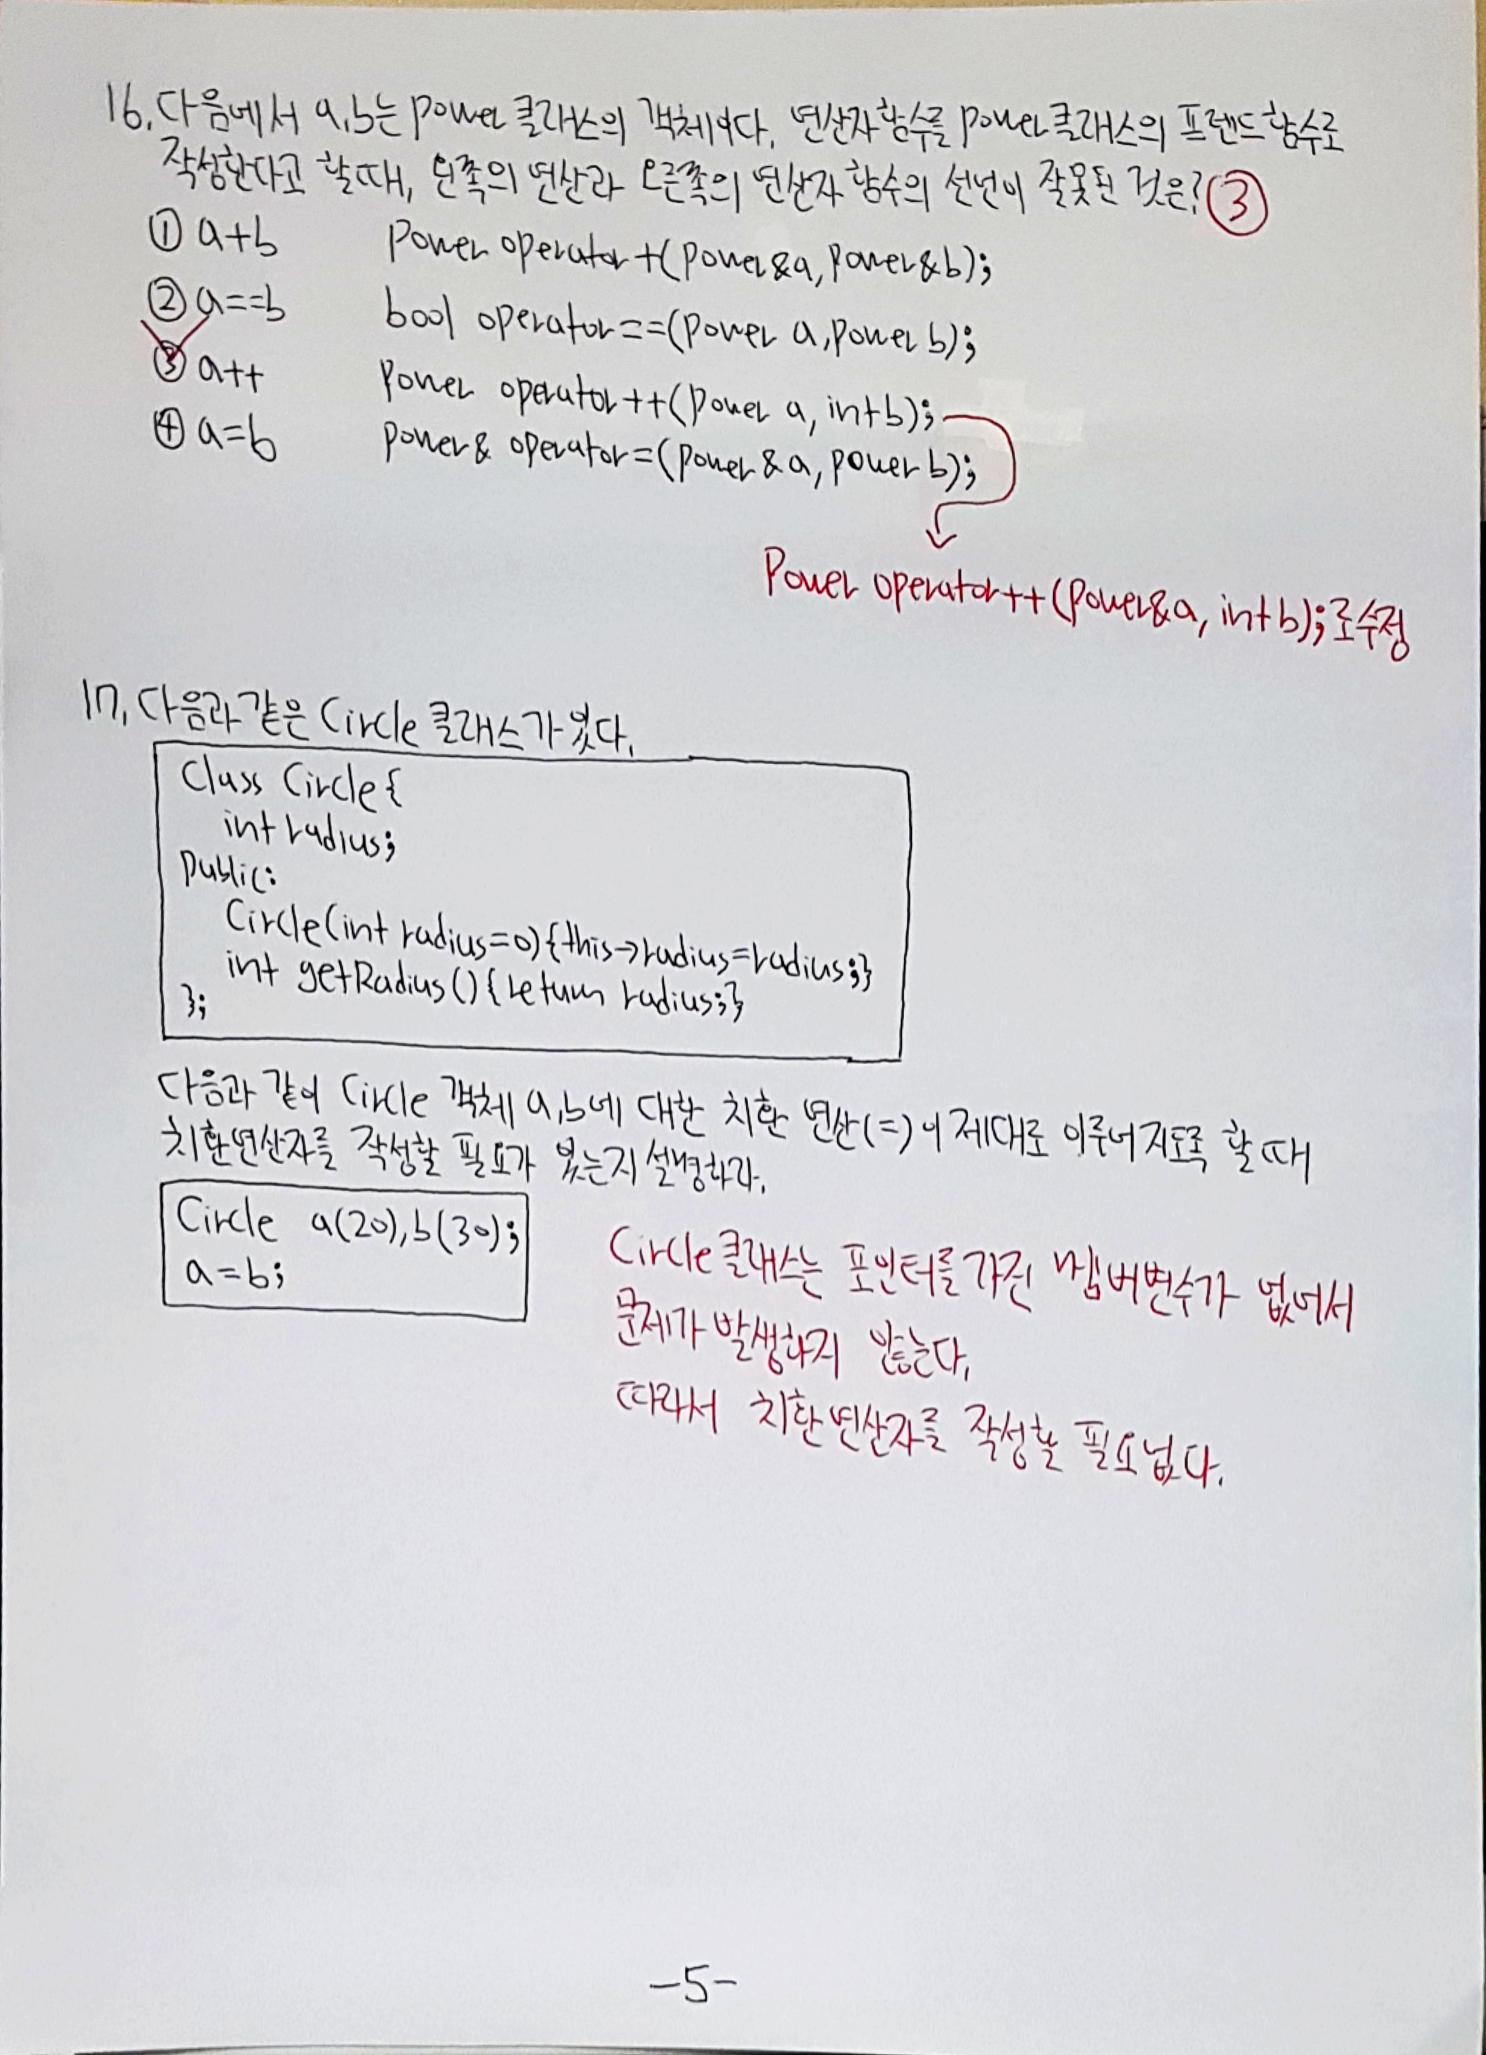 16. 다음에서 a,b는 power 클래스의 객체이다. 연산자함수를 power클래스의 프렌드함수로
작성한다고 할때, 왼쪽의 연산과 오른쪽의 연산자 함수의 선언이 잘못된 것은? ③
① a+b power operator+(power&a, power&b);
② a==b bool operator==(power a, power b);
③ a++ power operator++(power a, int b);
④ a=b power& operator=(power&a, power b);
Power operator++(power&a, int b);로수정
17. 다음과 같은 Circle 클래스가 있다.
Class Circle{
int radius;
Public:
Circle(int radius=0){this->radius=radius;}
int getRadius(){return radius;}
};
다음과 같이 Circle 객체 a,b에 대한 치환 연산(=)이 제대로 이루어지도록 할 때
치환연산자를 작성할 필요가 있는지 설명하라.
Circle a(20),b(30);
a=b;
Circle클래스는 포인터를 가진 멤버변수가 없어서
문제가 발생하지 않는다.
따라서 치환연산자를 작성할 필요없다.
-5-